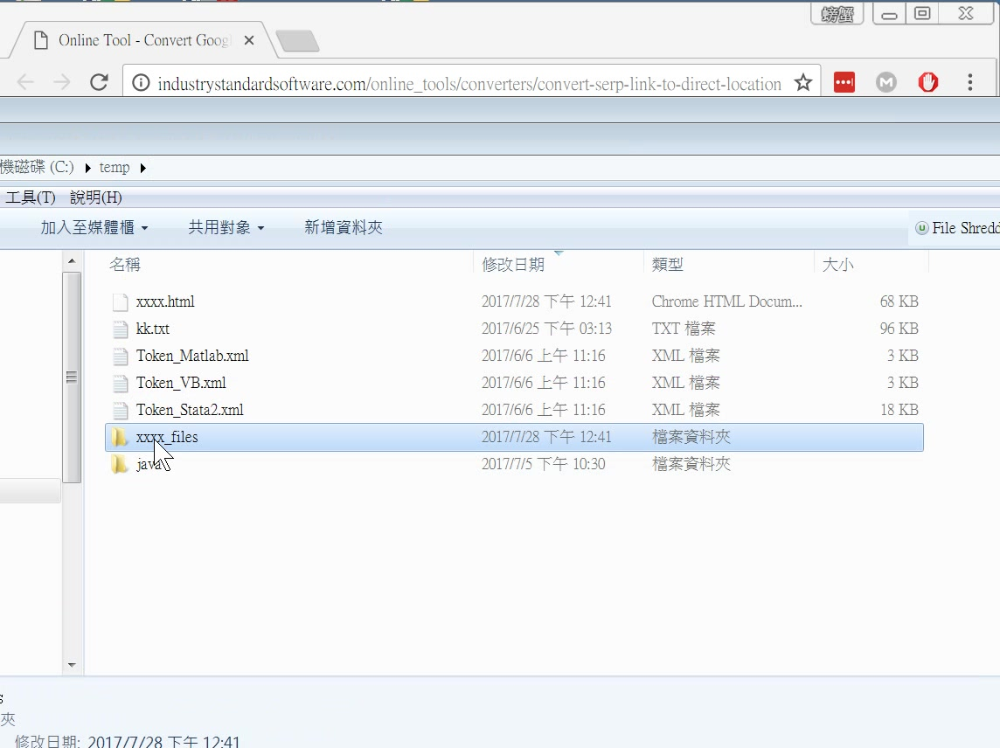 螃蟹
Online Tool - Convert Goog
industrystandardsoftware.com/online_tools/converters/convert-serp-link-to-direct-location
機磁碟 (C:) temp
工具(T) 說明(H)
加入至媒體櫃 共用對象 新增資料夾 File Shredd
名稱 修改日期 類型 大小
xxxx.html 2017/7/28 下午 12:41 Chrome HTML Docum... 68 KB
kk.txt 2017/6/25 下午 03:13 TXT 檔案 96 KB
Token_Matlab.xml 2017/6/6 上午 11:16 XML 檔案 3 KB
Token_VB.xml 2017/6/6 上午 11:16 XML 檔案 3 KB
Token_Stata2.xml 2017/6/6 上午 11:16 XML 檔案 18 KB
xxxx_files 2017/7/28 下午 12:41 檔案資料夾
java 2017/7/5 下午 10:30 檔案資料夾
s
夾
修改日期: 2017/7/28 下午 12:41